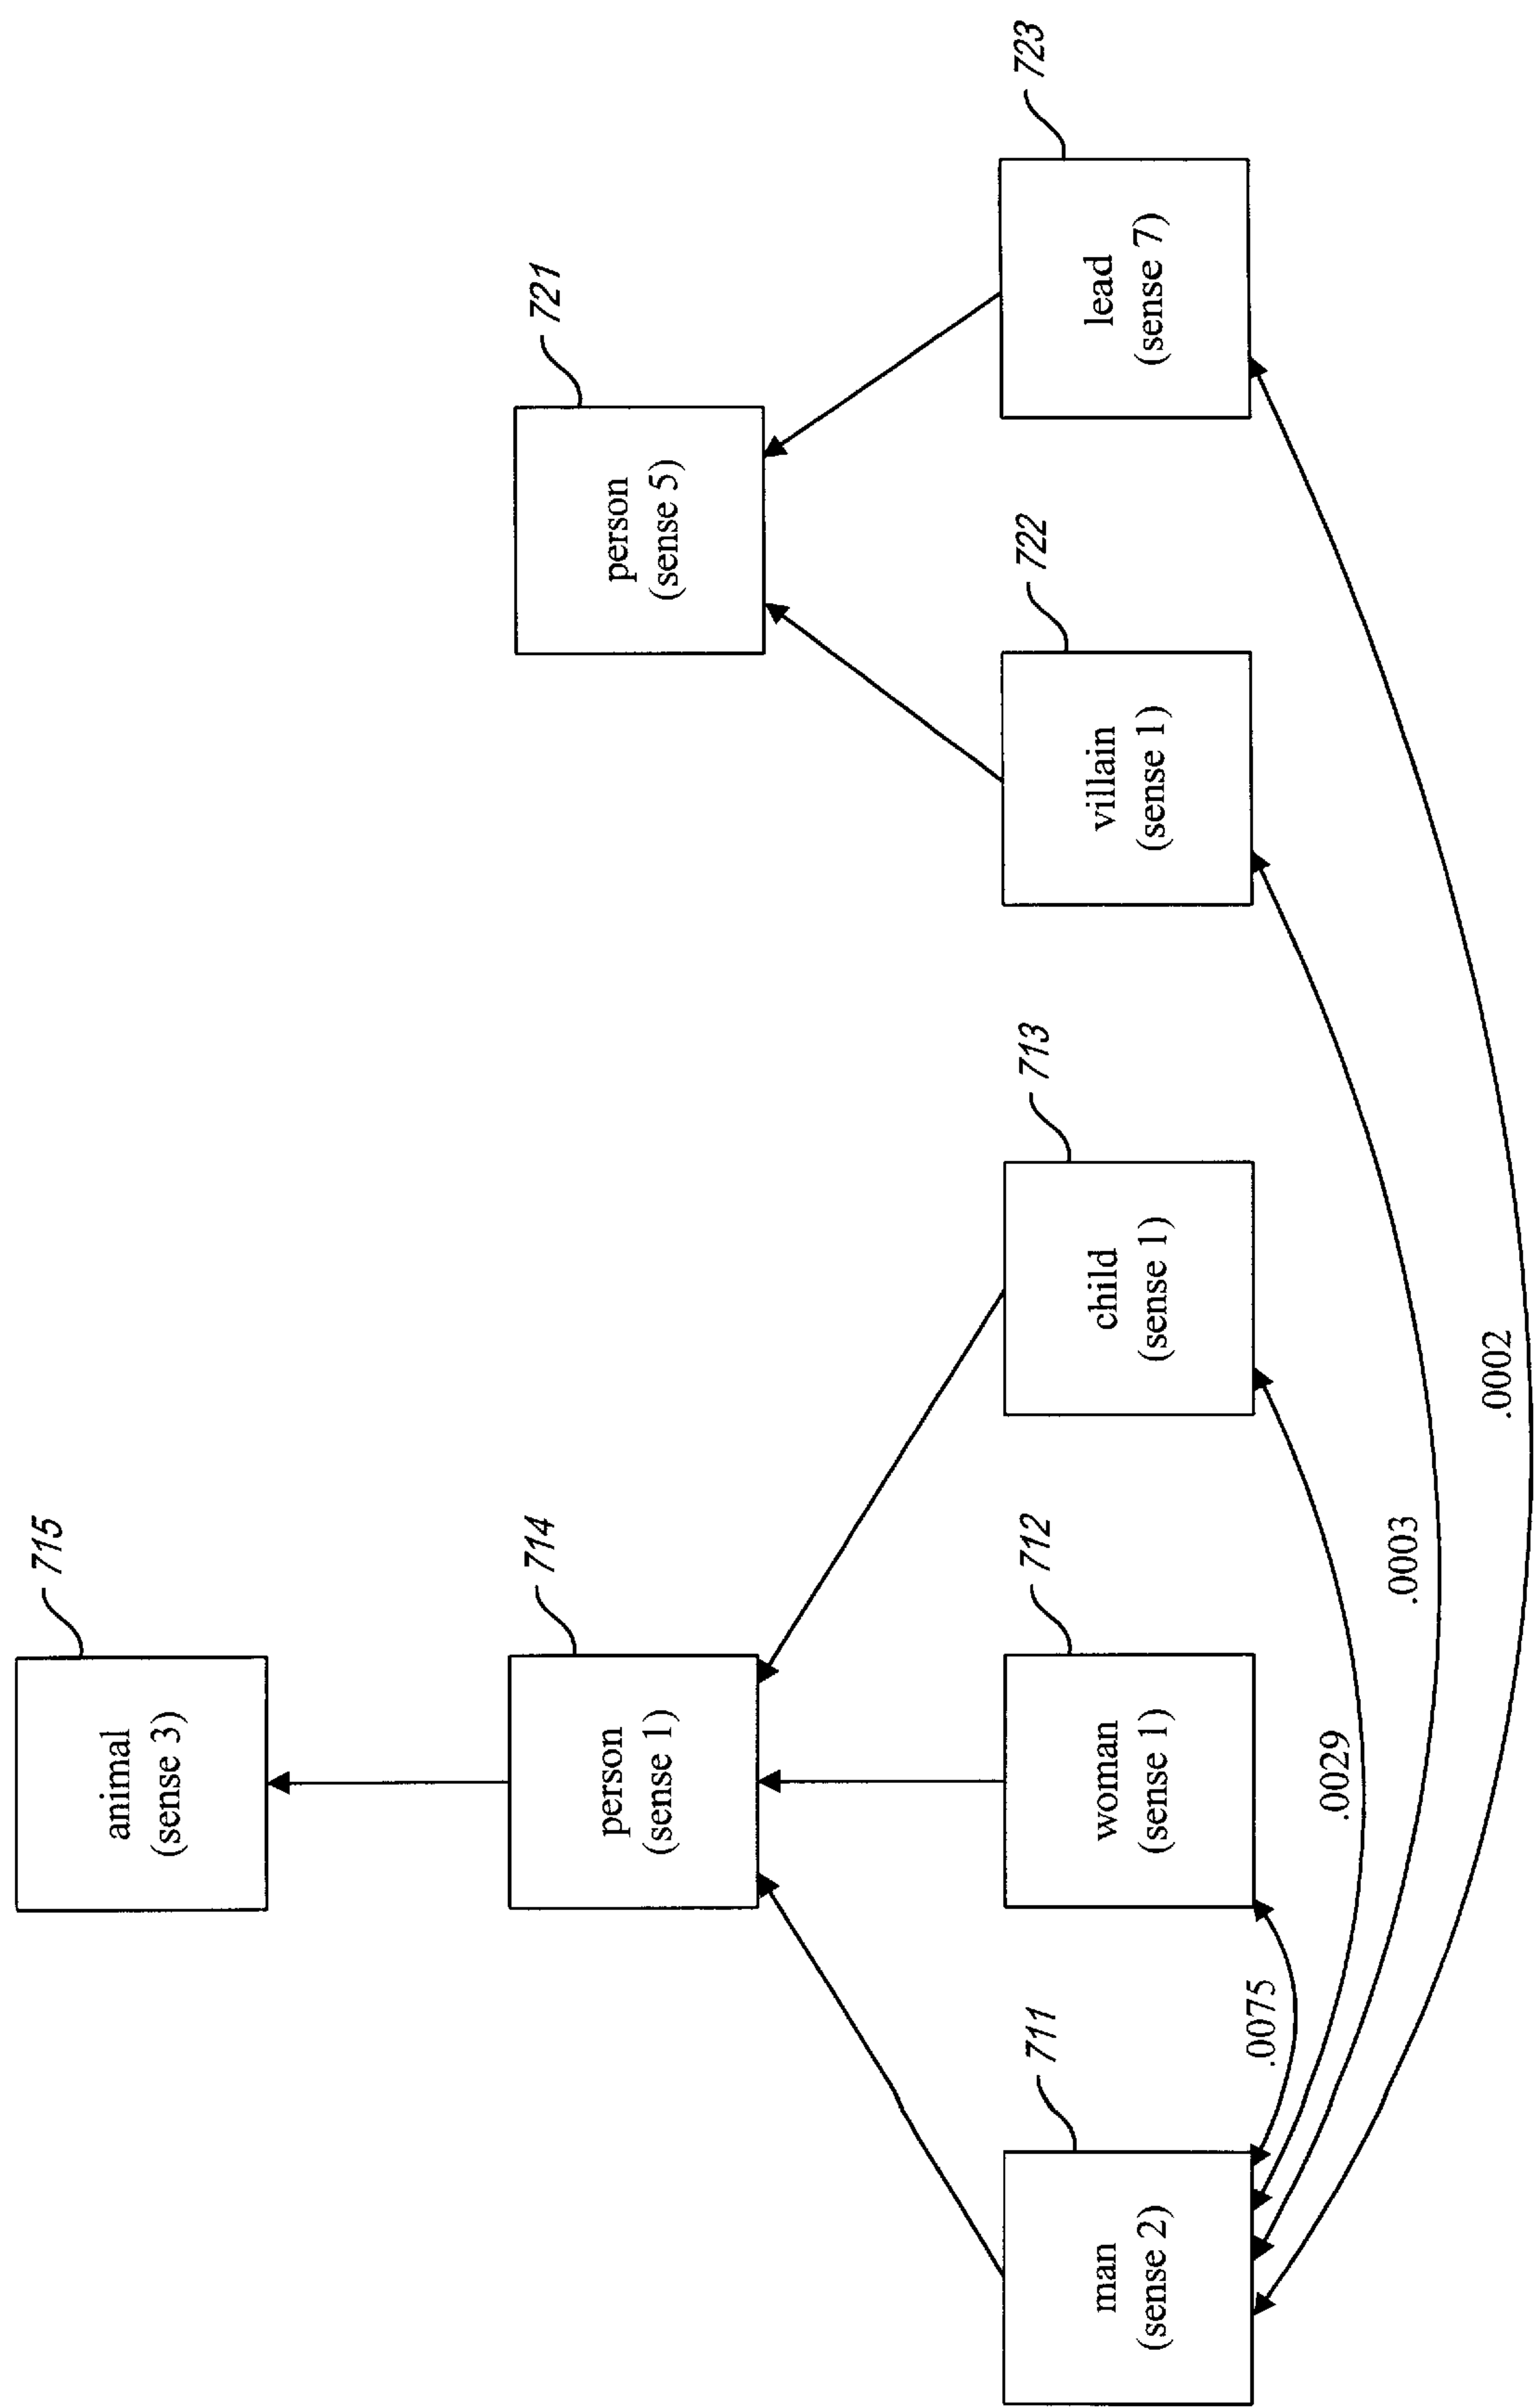 715
animal
(sense 3)
714
person
(sense 1)
721
person
(sense 5)
711
man
(sense 2)
712
woman
(sense 1)
713
child
(sense 1)
722
villain
(sense 1)
723
lead
(sense 7)
.0075
.0029
.0003
.0002